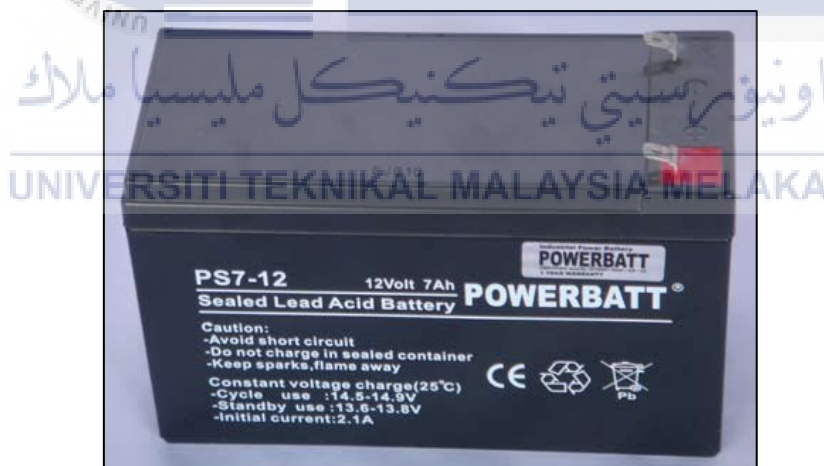 اونيۏرسيتي تيكنيكل مليسيا ملاك
UNIVERSITI TEKNIKAL MALAYSIA MELAKA
POWERBATT
PS7-12 12Volt 7Ah
Sealed Lead Acid Battery POWERBATT®
Caution:
-Avoid short circuit
-Do not charge in sealed container
-Keep sparks,flame away
Constant voltage charge(25°C)
-Cycle use :14.5-14.9V
-Standby use :13.6-13.8V
-Initial current:2.1A
CE
Pb